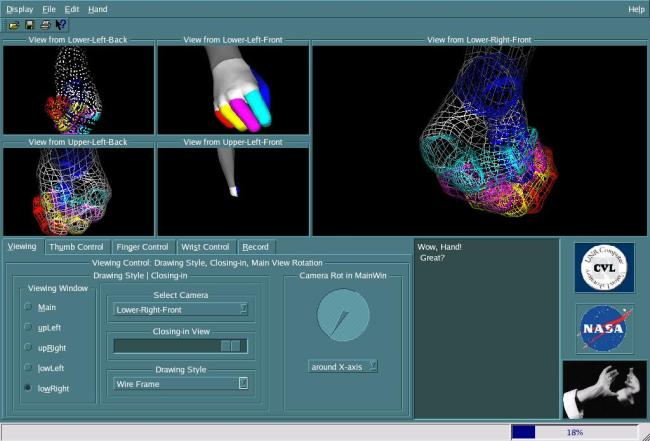 Display File Edit Hand Help
View from Lower-Left-Back View from Lower-Left-Front View from Lower-Right-Front
View from Upper-Left-Back View from Upper-Left-Front
Viewing Thumb Control Finger Control Wrist Control Record
Viewing Control: Drawing Style, Closing-in, Main View Rotation
Drawing Style | Closing-in
Viewing Window
Main
upLeft
upRight
lowLeft
lowRight
Select Camera
Lower-Right-Front
Closing-in View
Drawing Style
Wire Frame
Camera Rot in MainWin
around X-axis
Wow, Hand!
Great?
UNR Computer
CVL
NASA
18%